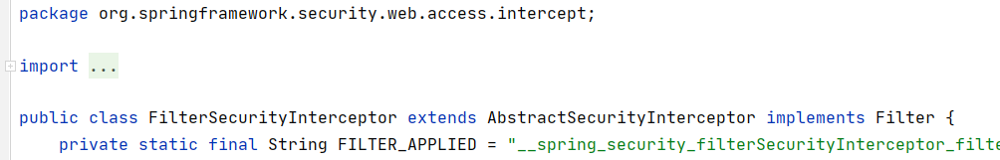 package org.springframework.security.web.access.intercept;
import ...
public class FilterSecurityInterceptor extends AbstractSecurityInterceptor implements Filter {
private static final String FILTER_APPLIED = "__spring_security_filterSecurityInterceptor_filte